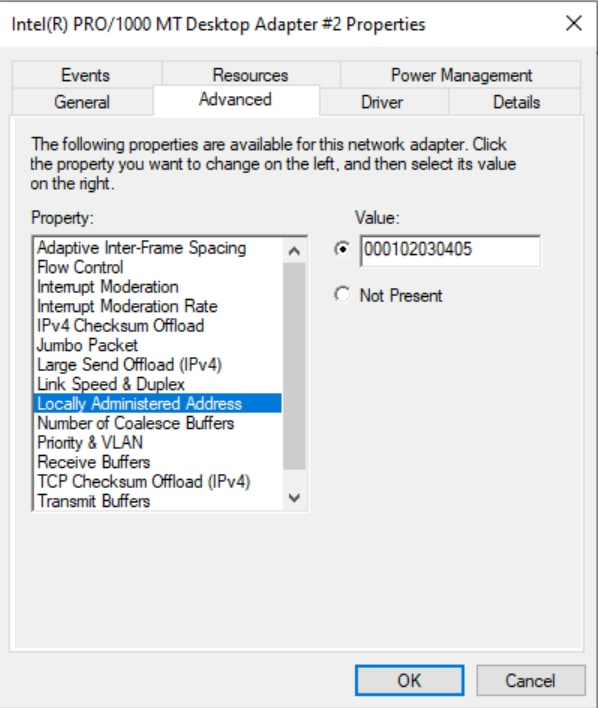 Intel(R) PRO/1000 MT Desktop Adapter #2 Properties
Events Resources Power Management
General Advanced Driver Details
The following properties are available for this network adapter. Click
the property you want to change on the left, and then select its value
on the right.
Property:
Adaptive Inter-Frame Spacing
Flow Control
Interrupt Moderation
Interrupt Moderation Rate
IPv4 Checksum Offload
Jumbo Packet
Large Send Offload (IPv4)
Link Speed & Duplex
Locally Administered Address
Number of Coalesce Buffers
Priority & VLAN
Receive Buffers
TCP Checksum Offload (IPv4)
Transmit Buffers
Value:
000102030405
Not Present
OK Cancel